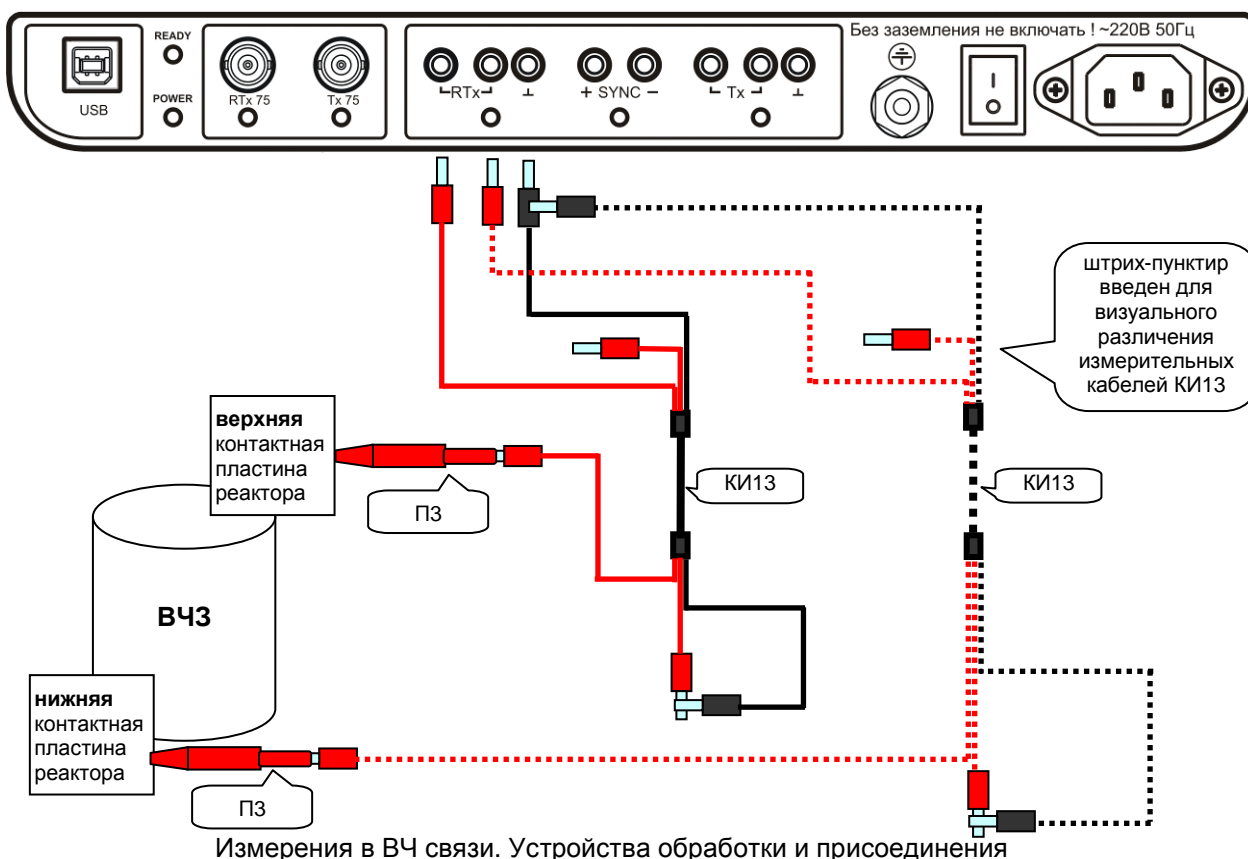 Без заземления не включать ! ~220В 50Гц
READY
USB
POWER
RTx 75
Tx 75
RTx
⊥
+ SYNC −
Tx
⊥
I
O
штрих-пунктир
введен для
визуального
различения
измерительных
кабелей КИ13
верхняя
контактная
пластина
реактора
П3
КИ13
КИ13
ВЧЗ
нижняя
контактная
пластина
реактора
П3
Измерения в ВЧ связи. Устройства обработки и присоединения